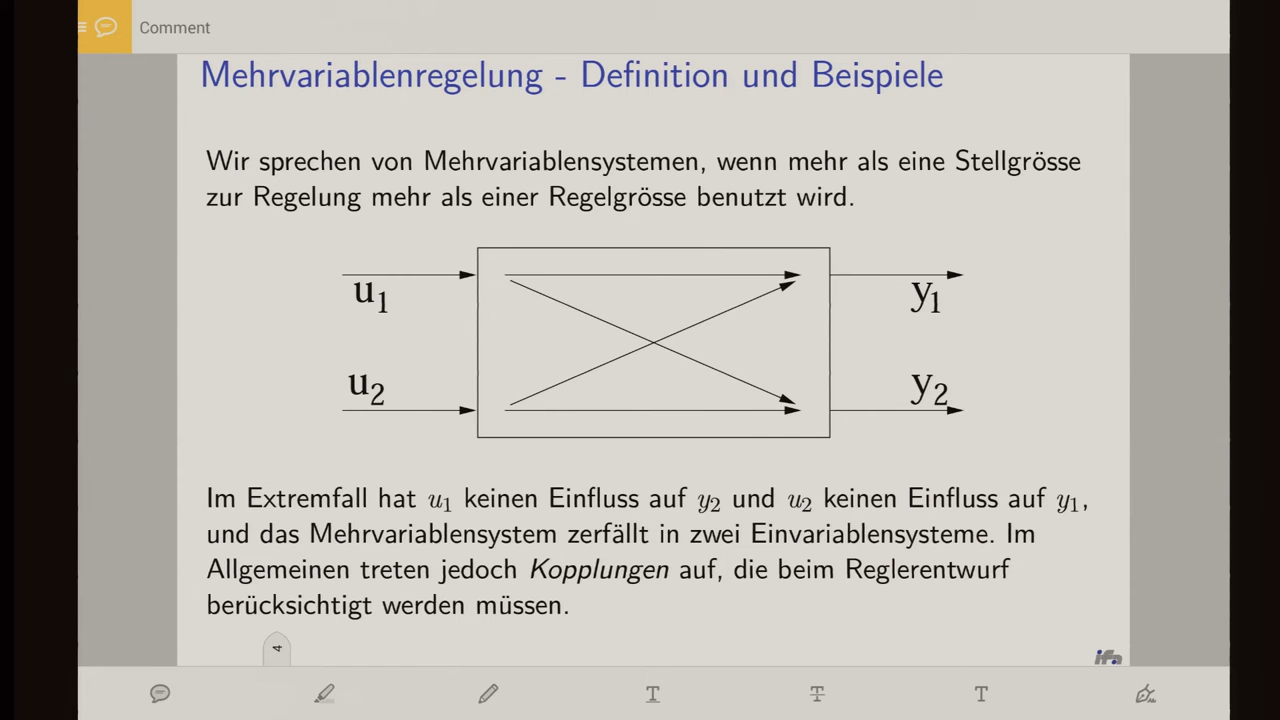 Comment
Mehrvariablenregelung - Definition und Beispiele
Wir sprechen von Mehrvariablensystemen, wenn mehr als eine Stellgrösse
zur Regelung mehr als einer Regelgrösse benutzt wird.
u₁
y₁
u₂
y₂
Im Extremfall hat u₁ keinen Einfluss auf y₂ und u₂ keinen Einfluss auf y₁,
und das Mehrvariablensystem zerfällt in zwei Einvariablensysteme. Im
Allgemeinen treten jedoch Kopplungen auf, die beim Reglerentwurf
berücksichtigt werden müssen.
4
T
T
T